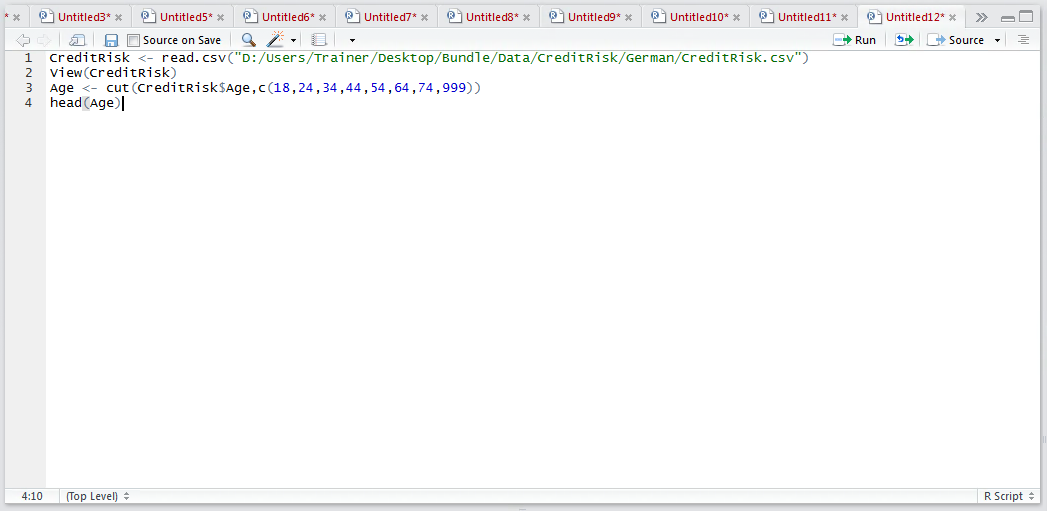 * Untitled3* Untitled5* Untitled6* Untitled7* Untitled8* Untitled9* Untitled10* Untitled11* Untitled12*
Source on Save Run Source
1 CreditRisk <- read.csv("D:/Users/Trainer/Desktop/Bundle/Data/CreditRisk/German/CreditRisk.csv")
2 View(CreditRisk)
3 Age <- cut(CreditRisk$Age,c(18,24,34,44,54,64,74,999))
4 head(Age)
4:10 (Top Level) R Script